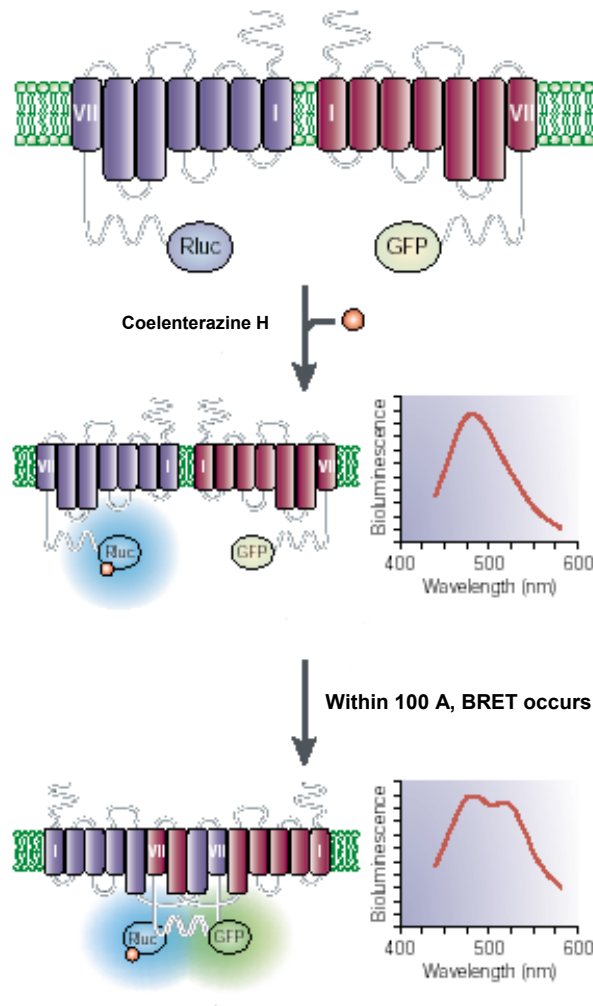 VII I I VII
Rluc GFP
Coelenterazine H
VII I I VII
Rluc GFP
Bioluminescence
400 500 600
Wavelength (nm)
Within 100 A, BRET occurs
I VII VII I
Rluc GFP
Bioluminescence
400 500 600
Wavelength (nm)